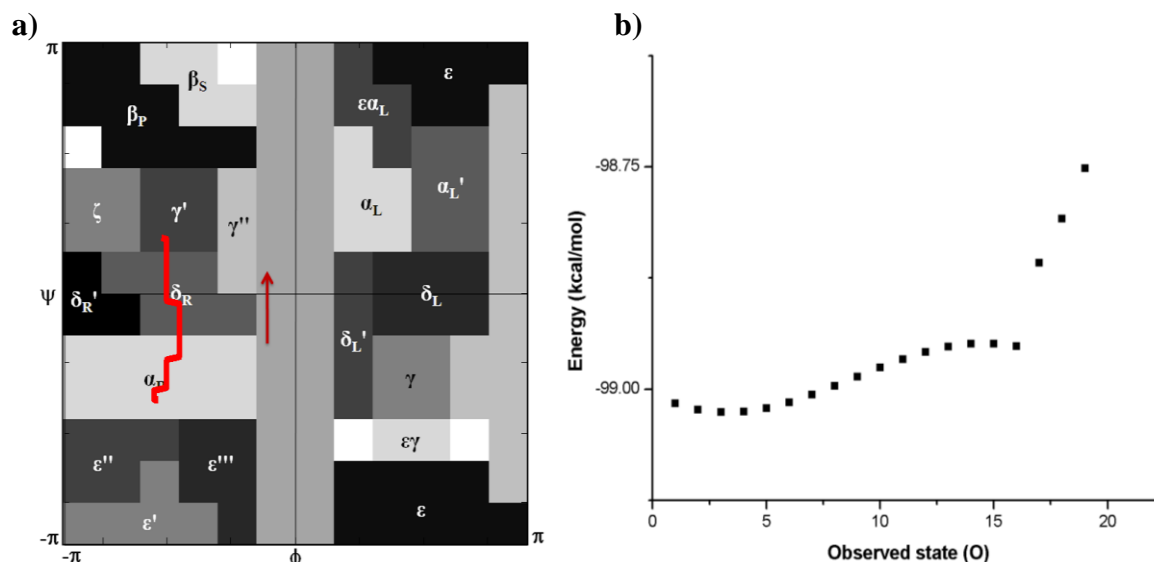 a)
π
βS
ε
εαL
βP
αL'
ζ
γ'
γ''
αL
ψ
δR'
δR
δL
δL'
αR
γ
εγ
ε''
ε'''
ε'
ε
-π
-π
ϕ
π
b)
Energy (kcal/mol)
-98.75
-99.00
0
5
10
15
20
Observed state (O)